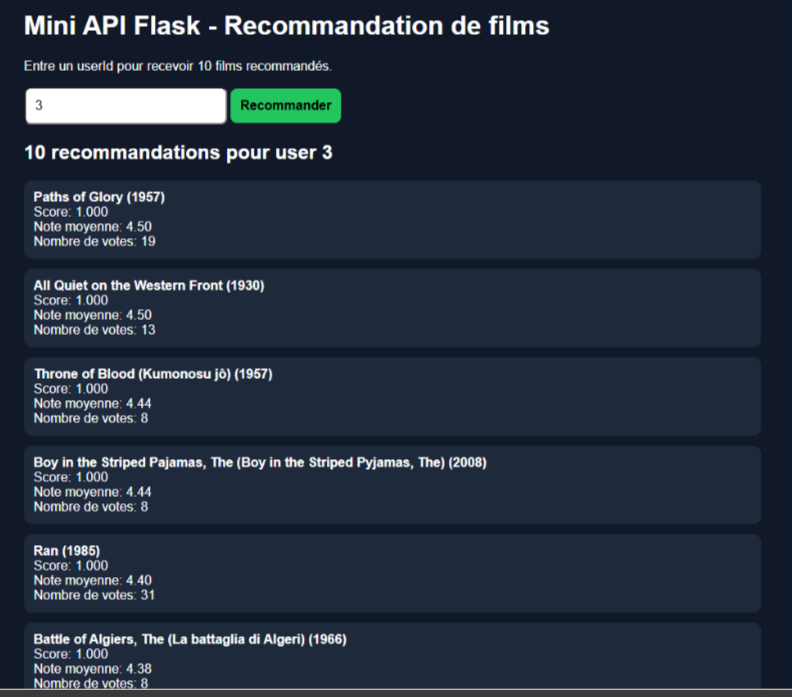 Mini API Flask - Recommandation de films
Entre un userId pour recevoir 10 films recommandés.
3
Recommander
10 recommandations pour user 3
Paths of Glory (1957)
Score: 1.000
Note moyenne: 4.50
Nombre de votes: 19
All Quiet on the Western Front (1930)
Score: 1.000
Note moyenne: 4.50
Nombre de votes: 13
Throne of Blood (Kumonosu jô) (1957)
Score: 1.000
Note moyenne: 4.44
Nombre de votes: 8
Boy in the Striped Pajamas, The (Boy in the Striped Pyjamas, The) (2008)
Score: 1.000
Note moyenne: 4.44
Nombre de votes: 8
Ran (1985)
Score: 1.000
Note moyenne: 4.40
Nombre de votes: 31
Battle of Algiers, The (La battaglia di Algeri) (1966)
Score: 1.000
Note moyenne: 4.38
Nombre de votes: 8